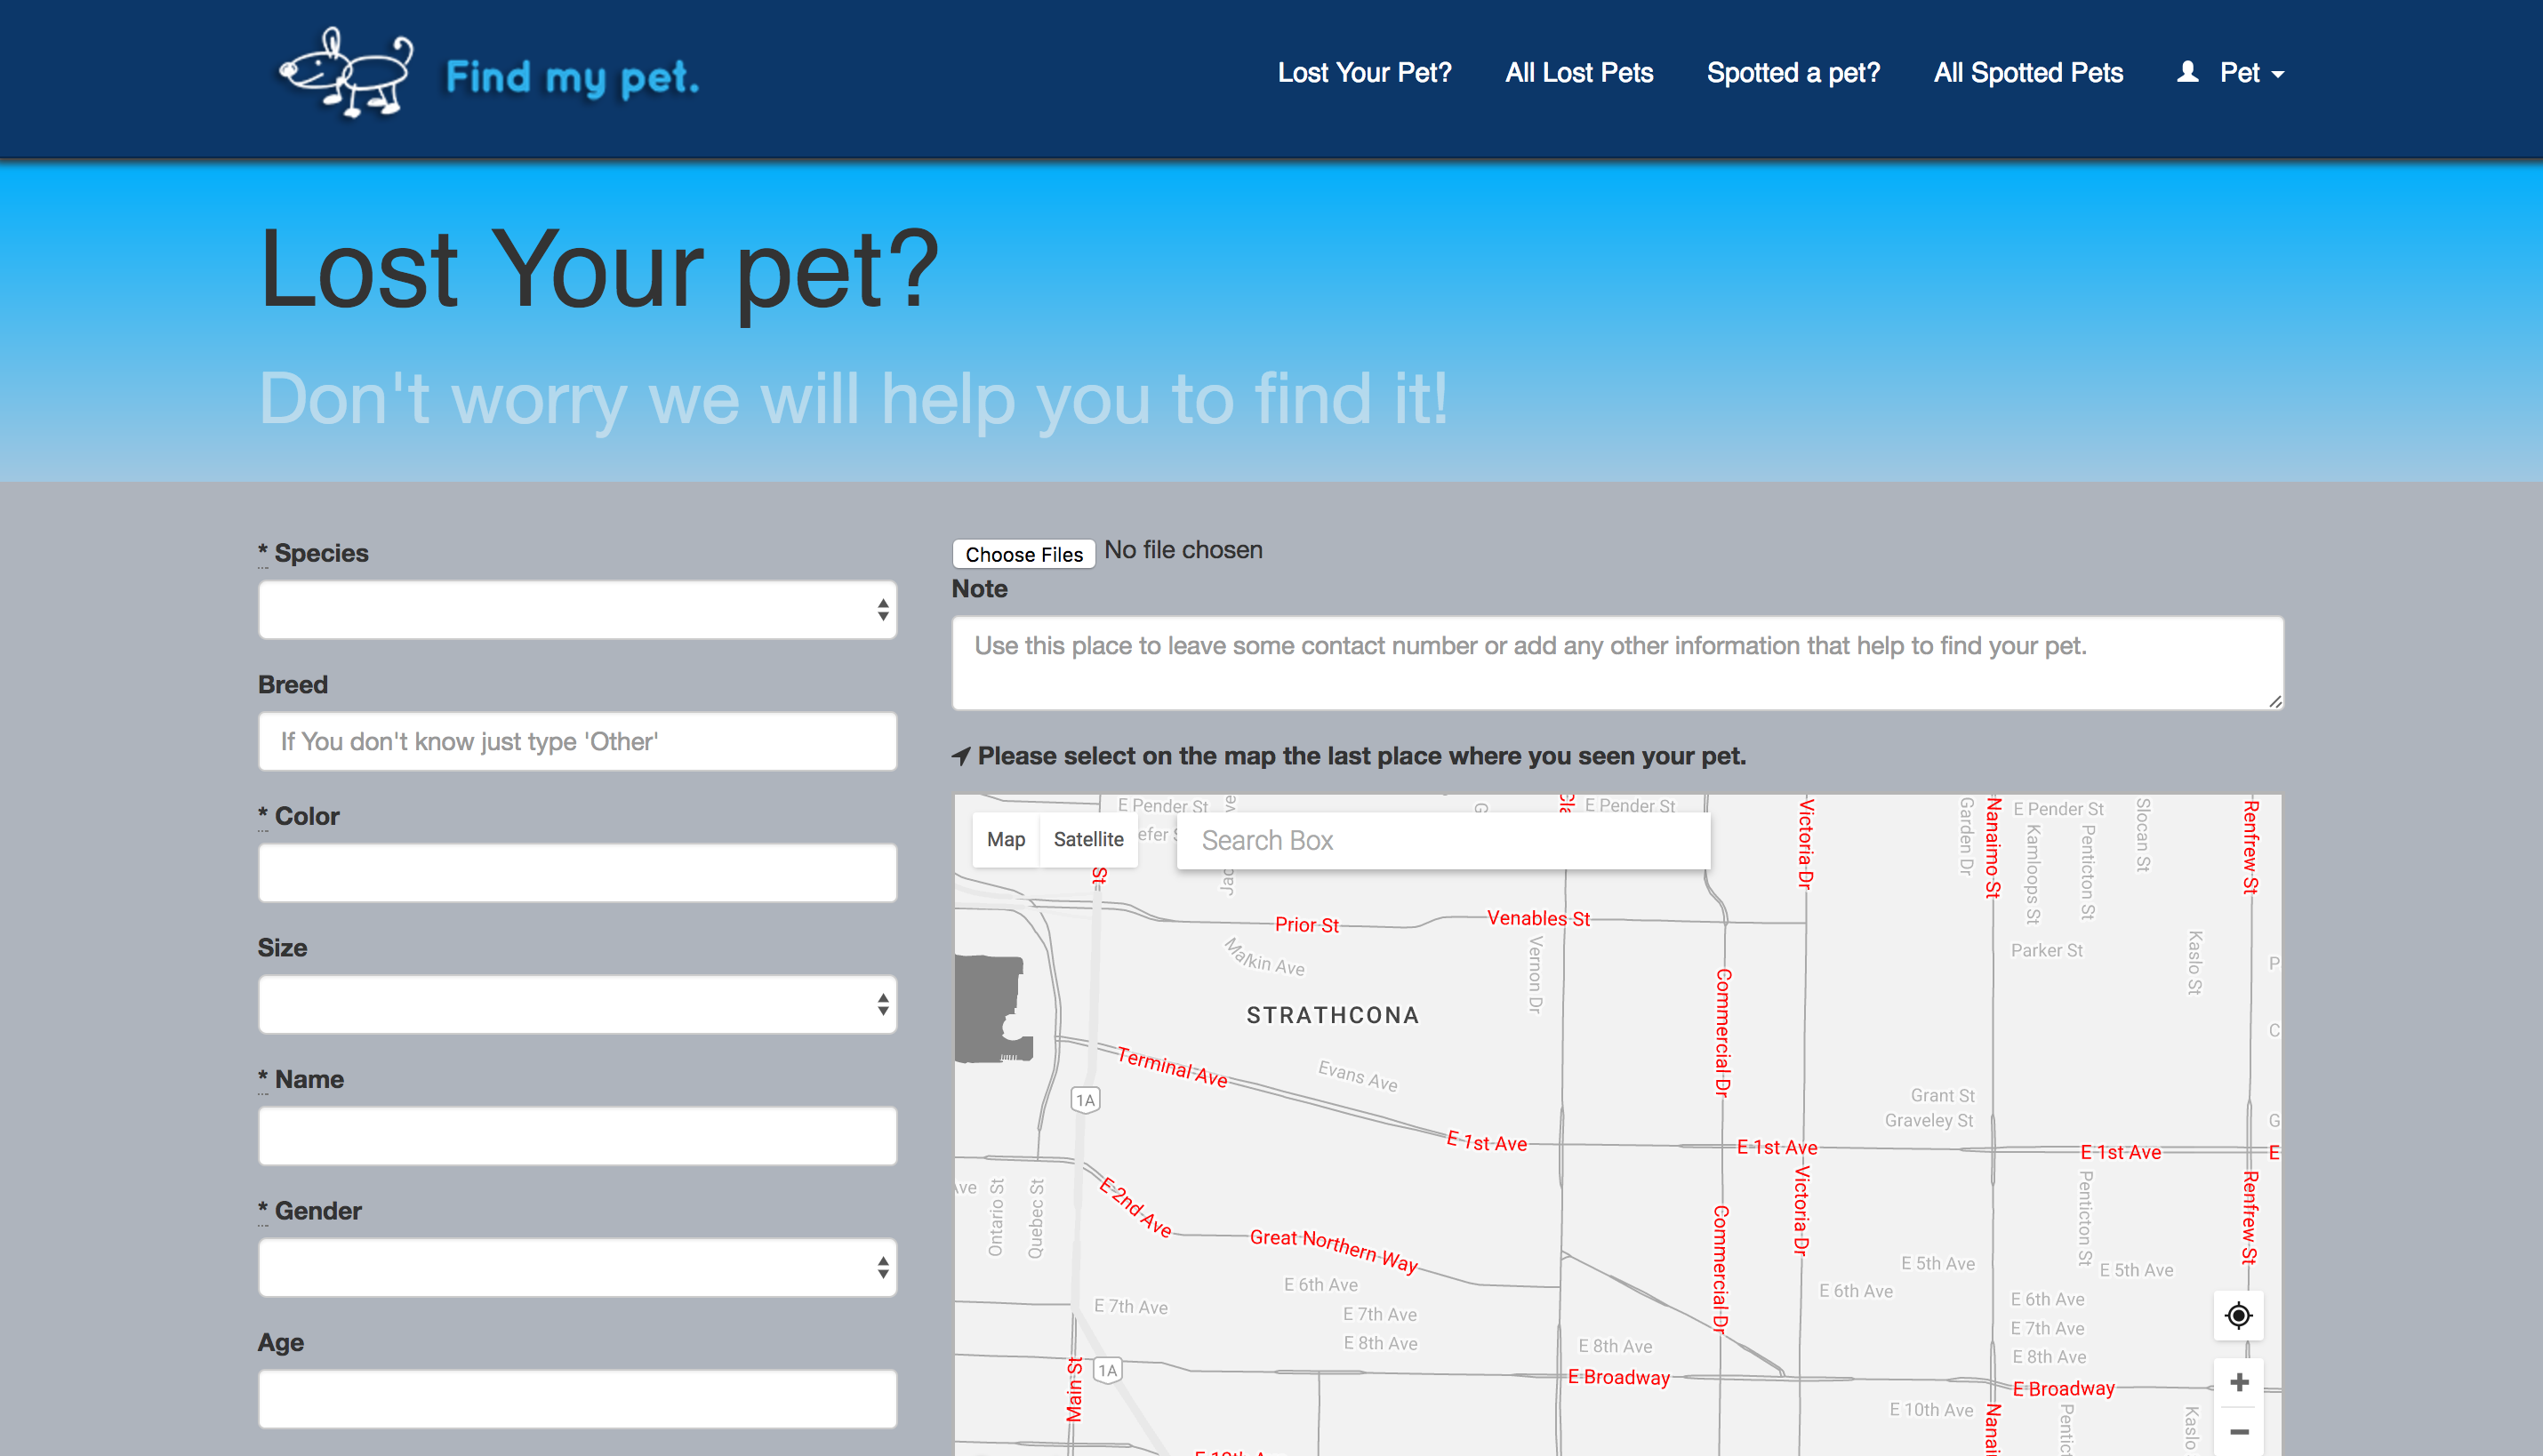 Find my pet.
Lost Your Pet?
All Lost Pets
Spotted a pet?
All Spotted Pets
Pet
Lost Your pet?
Don't worry we will help you to find it!
* Species
Breed
If You don't know just type 'Other'
* Color
Size
* Name
* Gender
Age
Choose Files No file chosen
Note
Use this place to leave some contact number or add any other information that help to find your pet.
Please select on the map the last place where you seen your pet.
Map
Satellite
Search Box
E Pender St
E Pender St
E Pender St
Victoria Dr
Garden Dr
Nanaimo St
Kamloops St
Penticton St
Slocan St
Renfrew St
St
Prior St
Venables St
Malkin Ave
Vernon Dr
Parker St
Kaslo St
STRATHCONA
Commercial Dr
Terminal Ave
Evans Ave
1A
Grant St
Graveley St
E 1st Ave
E 1st Ave
E 1st Ave
E
Ave
Ontario St
Quebec St
E 2nd Ave
Great Northern Way
Victoria Dr
Commercial Dr
Penticton St
Renfrew St
E 5th Ave
E 5th Ave
E 6th Ave
E 6th Ave
E 6th Ave
E 7th Ave
E 7th Ave
E 7th Ave
E 8th Ave
E 8th Ave
E 8th Ave
Main St
1A
E Broadway
E Broadway
E 10th Ave
Kaslo